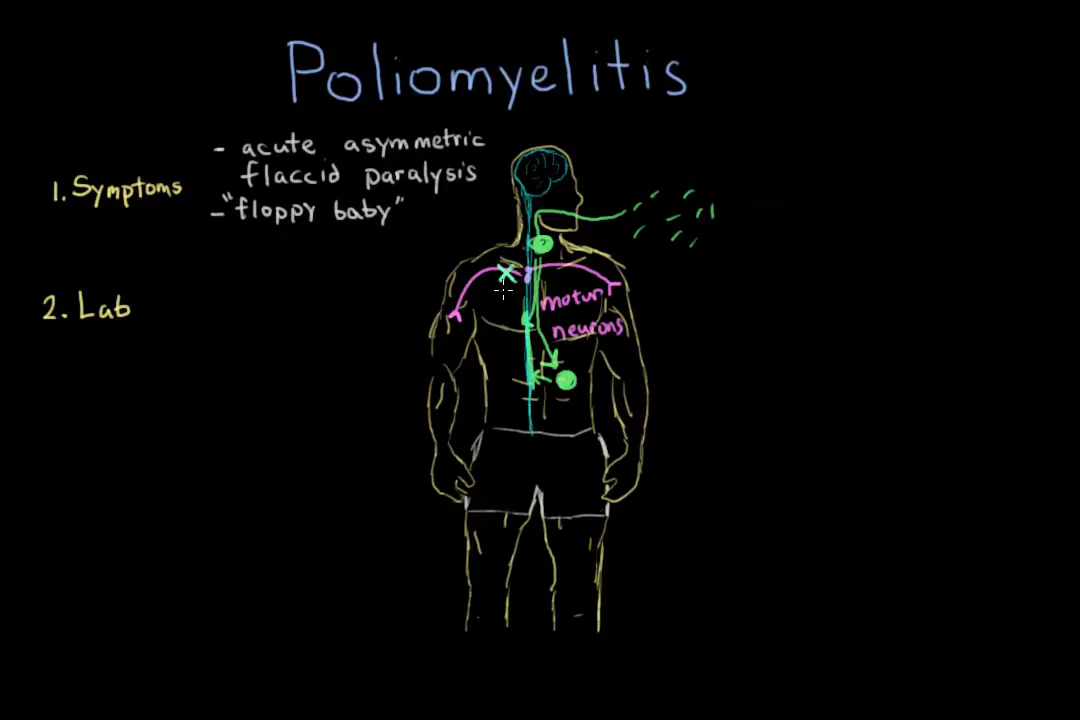 Poliomyelitis
1. Symptoms
- acute asymmetric
flaccid paralysis
- "floppy baby"
2. Lab
motor
neurons